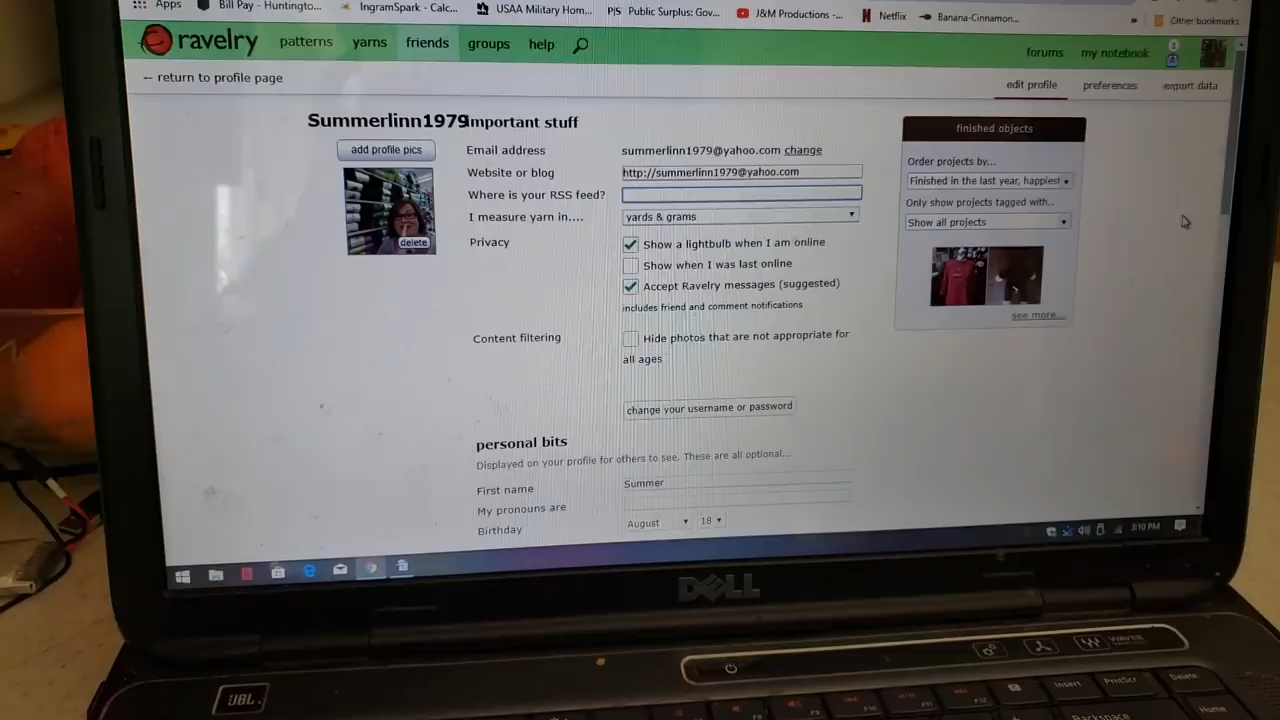 Apps Bill Pay - Huntingto... IngramSpark - Calc... USAA Military Hom... P|S Public Surplus: Gov... J&M Productions -... Netflix Banana-Cinnamon... » Other bookmarks
ravelry patterns yarns friends groups help forums my notebook
← return to profile page edit profile preferences export data
Summerlinn1979 important stuff
add profile pics
delete
Email address summerlinn1979@yahoo.com change
Website or blog http://summerlinn1979@yahoo.com
Where is your RSS feed?
I measure yarn in.... yards & grams
Privacy Show a lightbulb when I am online
Show when I was last online
Accept Ravelry messages (suggested)
includes friend and comment notifications
Content filtering Hide photos that are not appropriate for
all ages
change your username or password
personal bits
Displayed on your profile for others to see. These are all optional...
First name Summer
My pronouns are
Birthday August 18
finished objects
Order projects by...
Finished in the last year, happiest
Only show projects tagged with..
Show all projects
see more...
3:10 PM
DELL
JBL
WAVES
Insert PrntScr Delete
Backspace Home